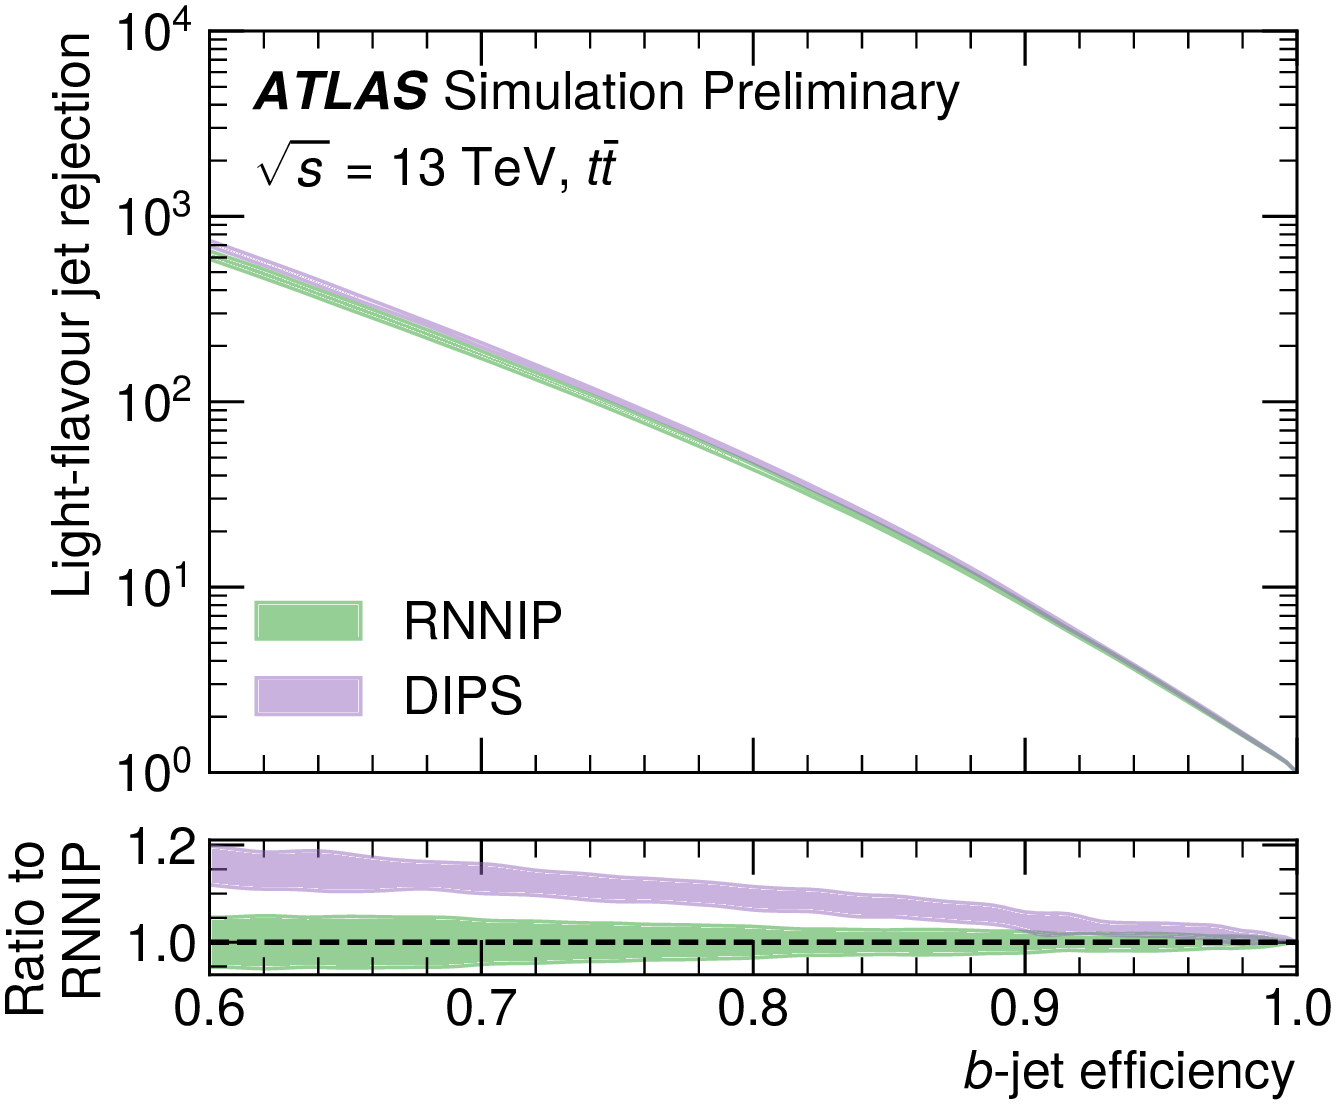 Light-flavour jet rejection
10⁴
10³
10²
10¹
10⁰
ATLAS Simulation Preliminary
√s = 13 TeV, tt̄
RNNIP
DIPS
Ratio to
RNNIP
1.2
1.0
0.6 0.7 0.8 0.9 1.0
b-jet efficiency